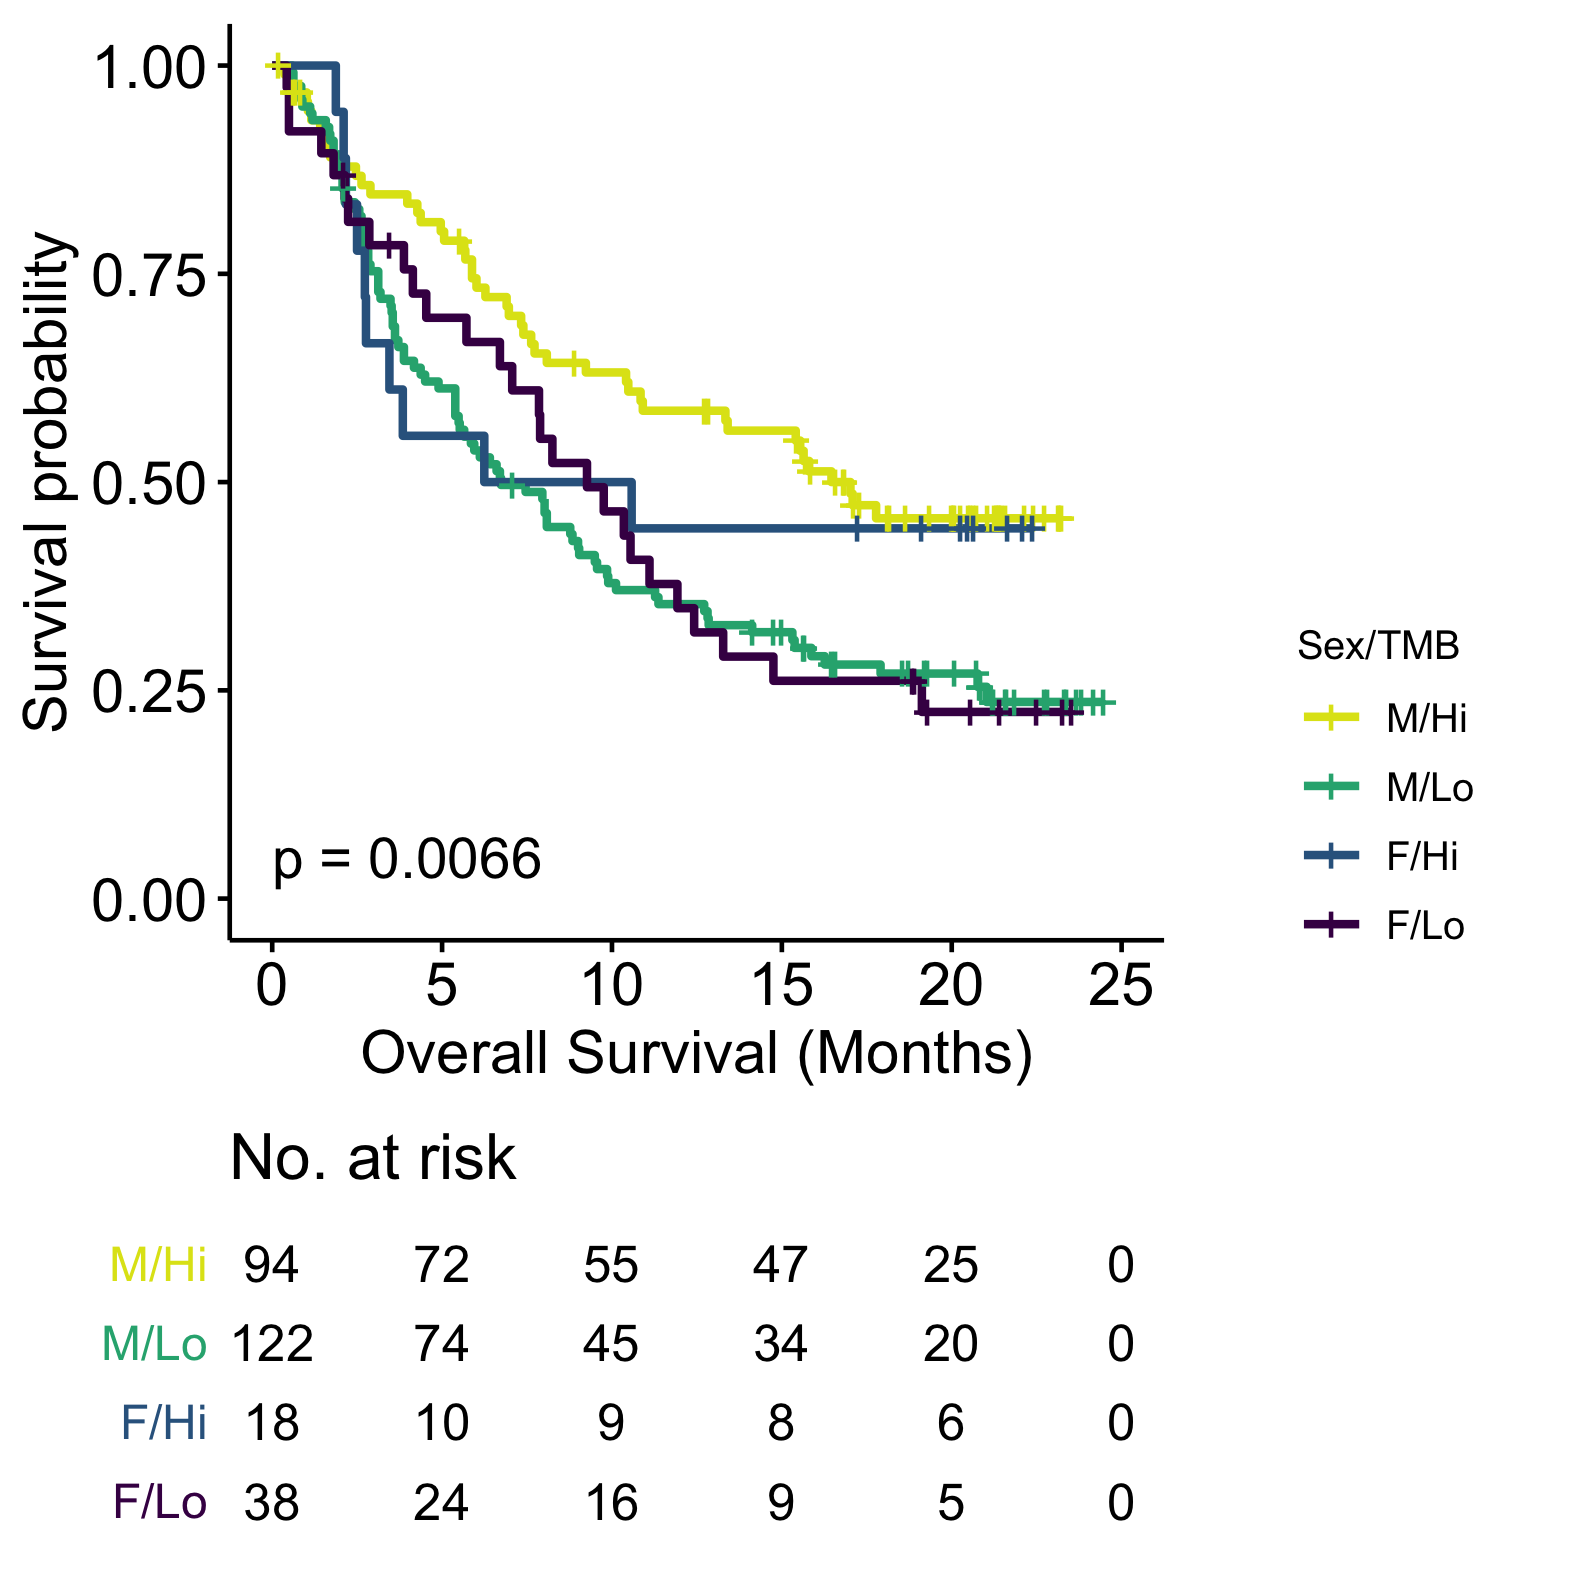 Survival probability
1.00
0.75
0.50
0.25
0.00
p = 0.0066
0 5 10 15 20 25
Overall Survival (Months)
Sex/TMB
M/Hi
M/Lo
F/Hi
F/Lo
No. at risk
M/Hi 94 72 55 47 25 0
M/Lo 122 74 45 34 20 0
F/Hi 18 10 9 8 6 0
F/Lo 38 24 16 9 5 0